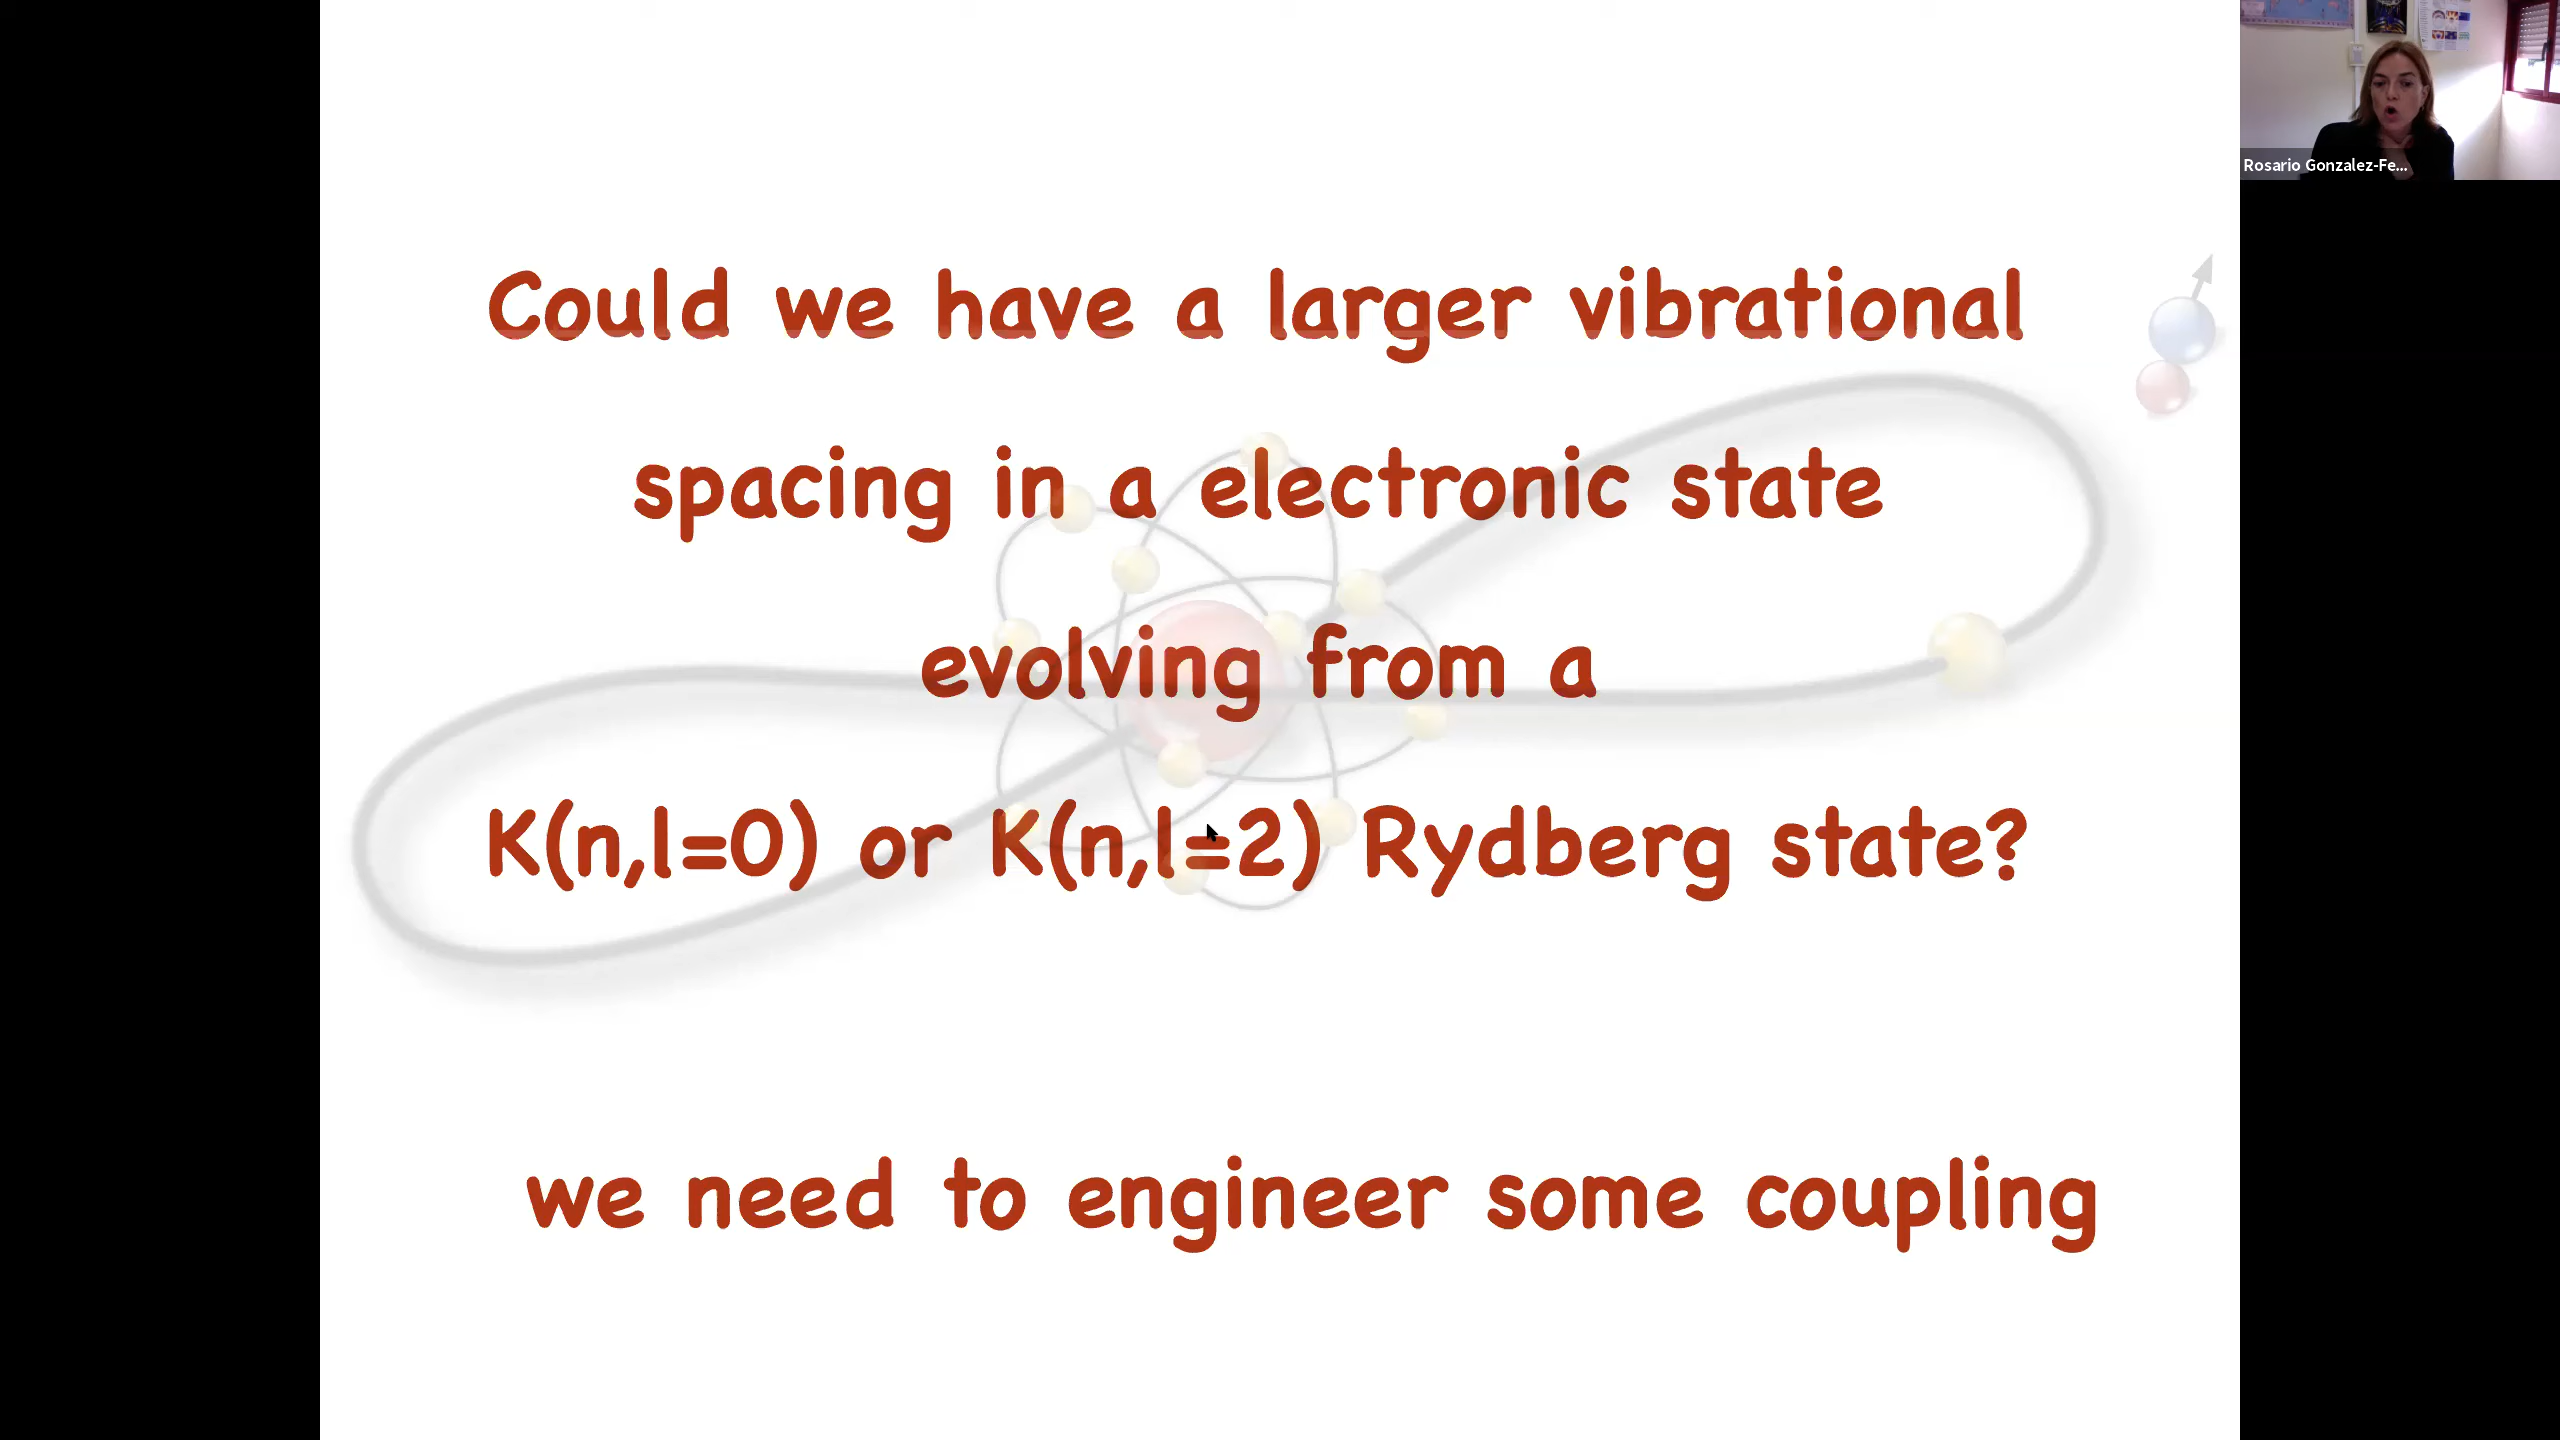 Could we have a larger vibrational
spacing in a electronic state
evolving from a
K(n,l=0) or K(n,l=2) Rydberg state?
we need to engineer some coupling
Rosario Gonzalez-Fe...